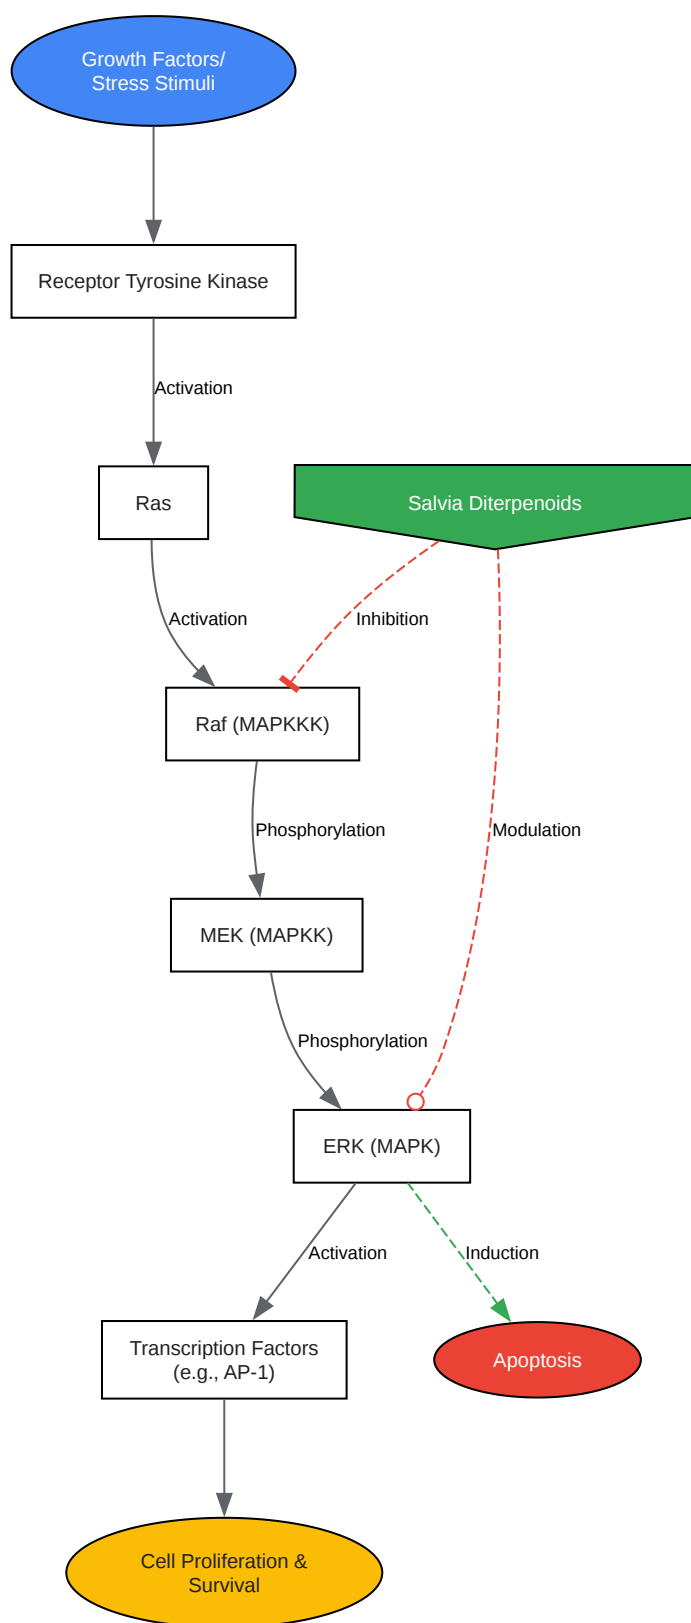 Growth Factors/
Stress Stimuli
Receptor Tyrosine Kinase
Activation
Ras
Salvia Diterpenoids
Activation
Inhibition
Raf (MAPKKK)
Phosphorylation
Modulation
MEK (MAPKK)
Phosphorylation
ERK (MAPK)
Activation
Induction
Transcription Factors
(e.g., AP-1)
Apoptosis
Cell Proliferation &
Survival